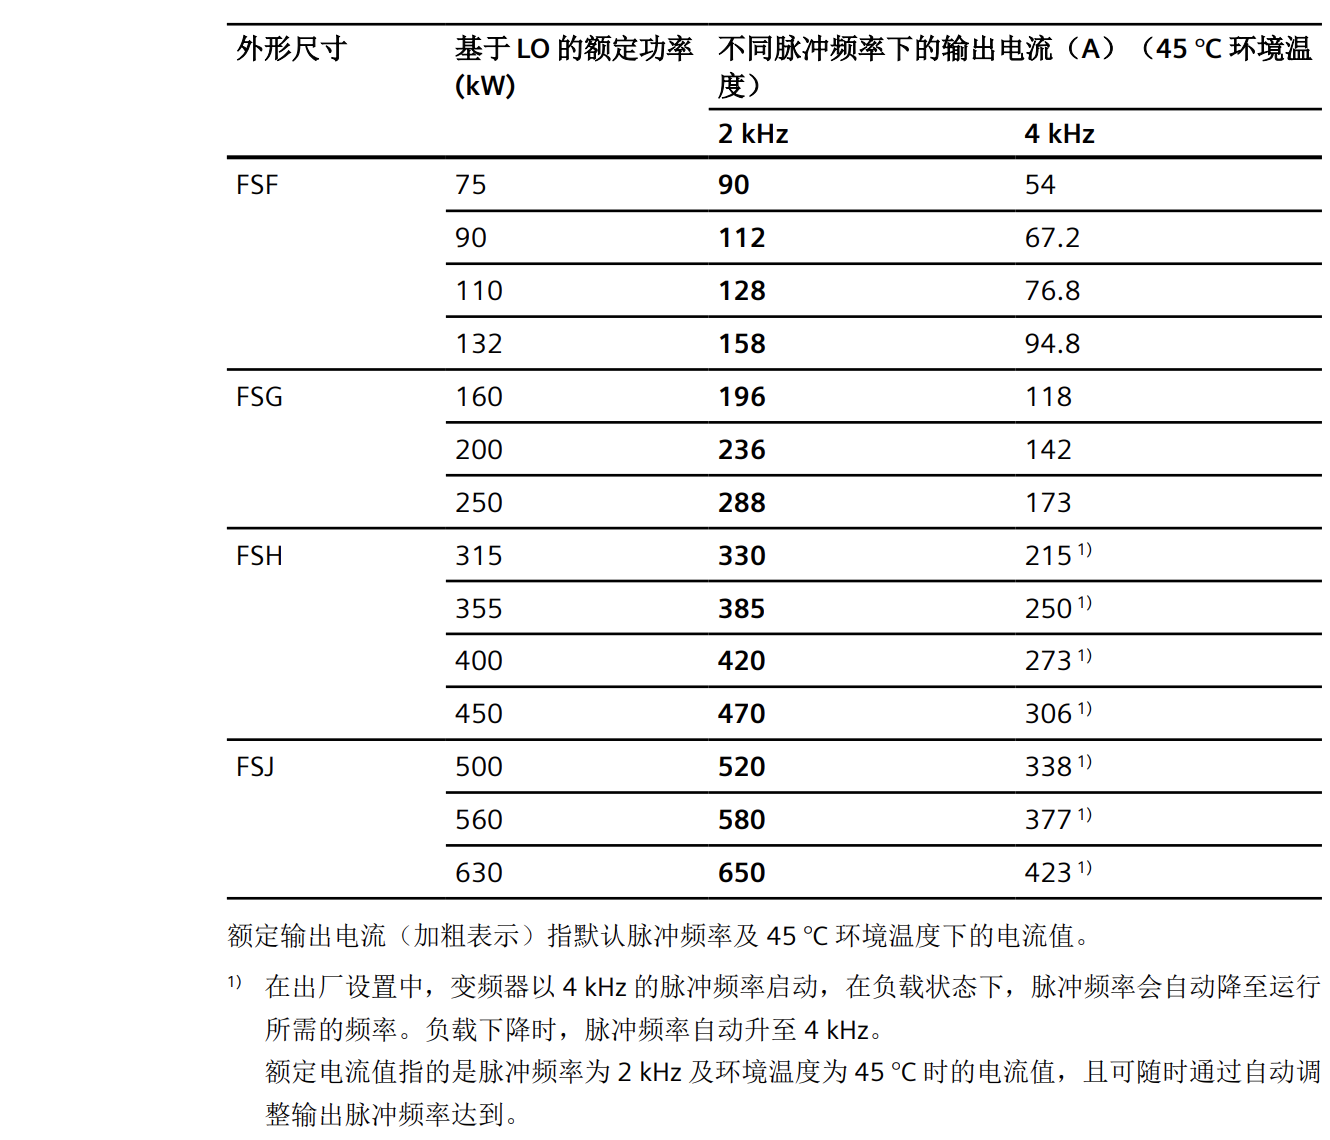 外形尺寸 基于 LO 的额定功率 不同脉冲频率下的输出电流（A）（45 ℃ 环境温
(kW) 度）
2 kHz 4 kHz
FSF 75 90 54
90 112 67.2
110 128 76.8
132 158 94.8
FSG 160 196 118
200 236 142
250 288 173
FSH 315 330 215 1)
355 385 250 1)
400 420 273 1)
450 470 306 1)
FSJ 500 520 338 1)
560 580 377 1)
630 650 423 1)
额定输出电流（加粗表示）指默认脉冲频率及 45 ℃ 环境温度下的电流值。
1) 在出厂设置中，变频器以 4 kHz 的脉冲频率启动，在负载状态下，脉冲频率会自动降至运行
所需的频率。负载下降时，脉冲频率自动升至 4 kHz。
额定电流值指的是脉冲频率为 2 kHz 及环境温度为 45 ℃ 时的电流值，且可随时通过自动调
整输出脉冲频率达到。